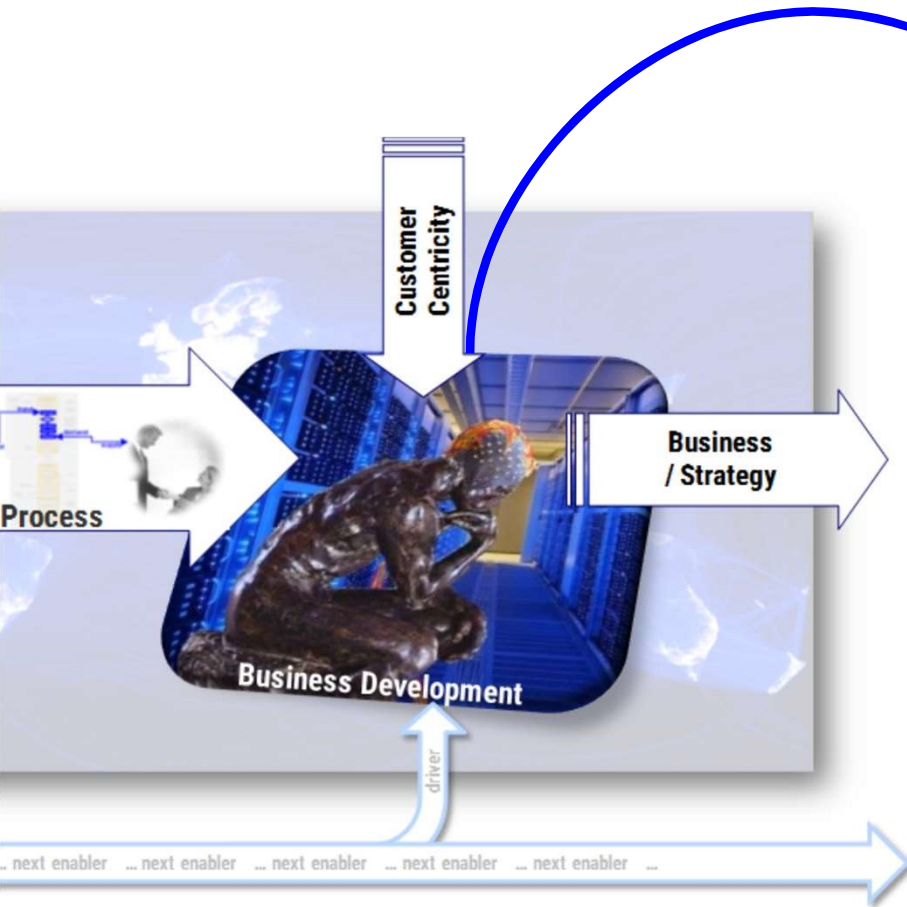 Customer
Centricity
Business
/ Strategy
Process
Business Development
driver
... next enabler ... next enabler ... next enabler ... next enabler ... next enabler ...